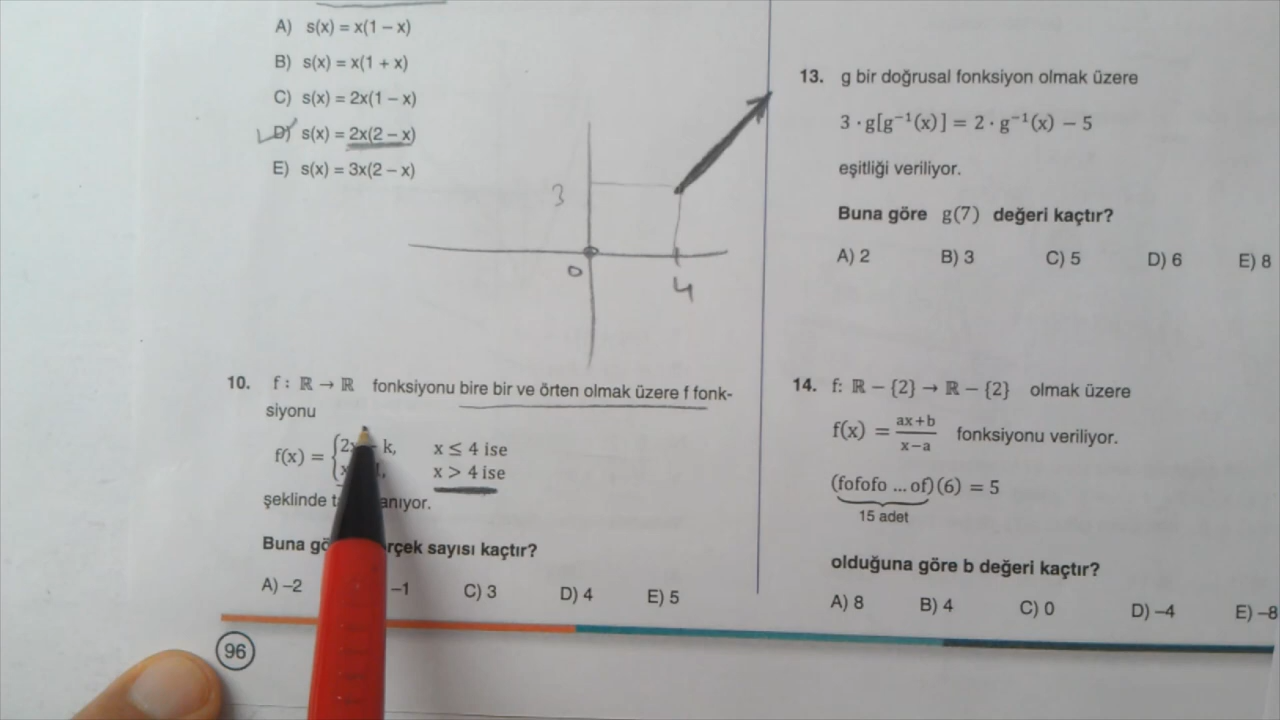 A) s(x) = x(1 – x)
B) s(x) = x(1 + x)
C) s(x) = 2x(1 – x)
D) s(x) = 2x(2 – x)
E) s(x) = 3x(2 – x)
3
0
4
10. f : ℝ → ℝ fonksiyonu bire bir ve örten olmak üzere f fonk-
siyonu
f(x) = { k, x ≤ 4 ise
x > 4 ise
şeklinde
Buna sayısı kaçtır?
A) –2 –1 C) 3 D) 4 E) 5
96
13. g bir doğrusal fonksiyon olmak üzere
3 · g[g⁻¹(x)] = 2 · g⁻¹(x) – 5
eşitliği veriliyor.
Buna göre g(7) değeri kaçtır?
A) 2 B) 3 C) 5 D) 6 E) 8
14. f: ℝ – {2} → ℝ – {2} olmak üzere
f(x) = ax+b / x–a fonksiyonu veriliyor.
(fofofo ... of)(6) = 5
15 adet
olduğuna göre b değeri kaçtır?
A) 8 B) 4 C) 0 D) –4 E) –8